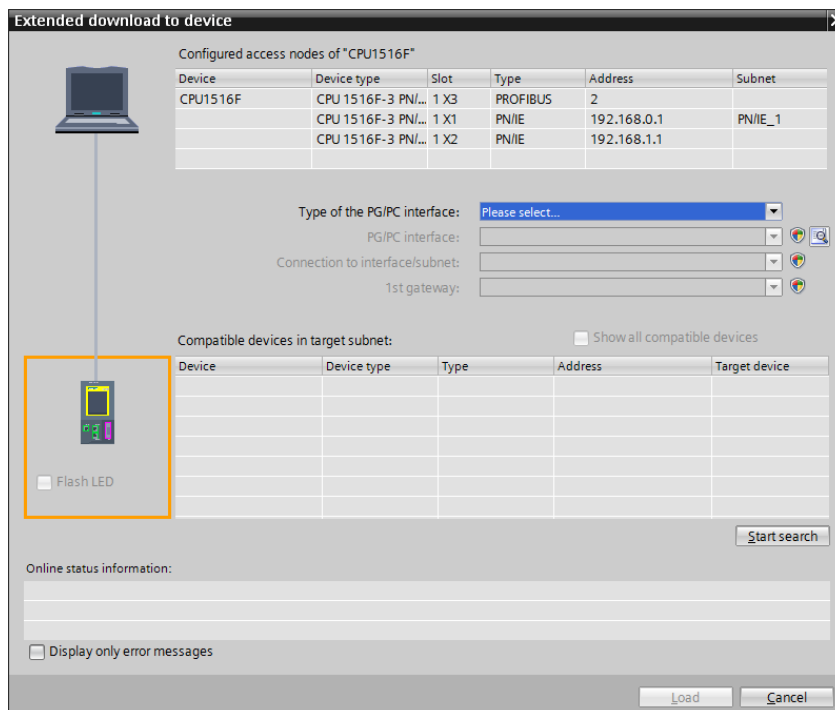 Extended download to device
Configured access nodes of "CPU1516F"
Device Device type Slot Type Address Subnet
CPU1516F CPU 1516F-3 PN/... 1 X3 PROFIBUS 2
CPU 1516F-3 PN/... 1 X1 PN/IE 192.168.0.1 PN/IE_1
CPU 1516F-3 PN/... 1 X2 PN/IE 192.168.1.1
Type of the PG/PC interface: Please select...
PG/PC interface:
Connection to interface/subnet:
1st gateway:
Compatible devices in target subnet: Show all compatible devices
Device Device type Type Address Target device
Flash LED
Start search
Online status information:
Display only error messages
Load Cancel